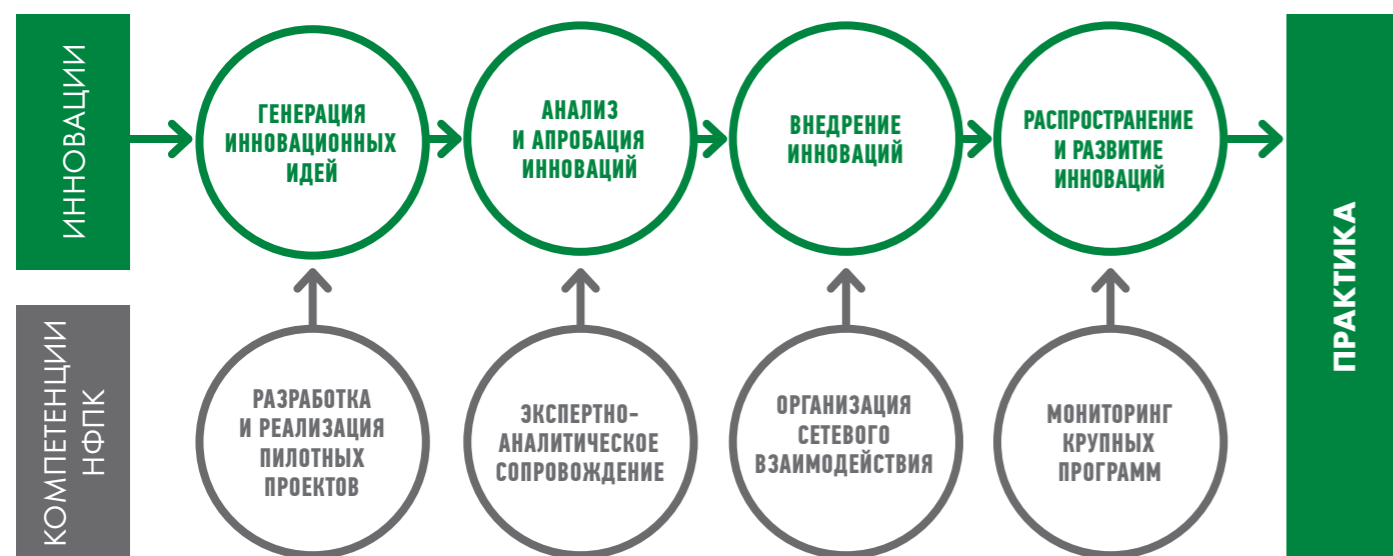 ИННОВАЦИИ
ГЕНЕРАЦИЯ
ИННОВАЦИОННЫХ
ИДЕЙ
АНАЛИЗ
И АПРОБАЦИЯ
ИННОВАЦИЙ
ВНЕДРЕНИЕ
ИННОВАЦИЙ
РАСПРОСТРАНЕНИЕ
И РАЗВИТИЕ
ИННОВАЦИЙ
КОМПЕТЕНЦИИ
НФПК
РАЗРАБОТКА
И РЕАЛИЗАЦИЯ
ПИЛОТНЫХ
ПРОЕКТОВ
ЭКСПЕРТНО-
АНАЛИТИЧЕСКОЕ
СОПРОВОЖДЕНИЕ
ОРГАНИЗАЦИЯ
СЕТЕВОГО
ВЗАИМОДЕЙСТВИЯ
МОНИТОРИНГ
КРУПНЫХ
ПРОГРАММ
ПРАКТИКА